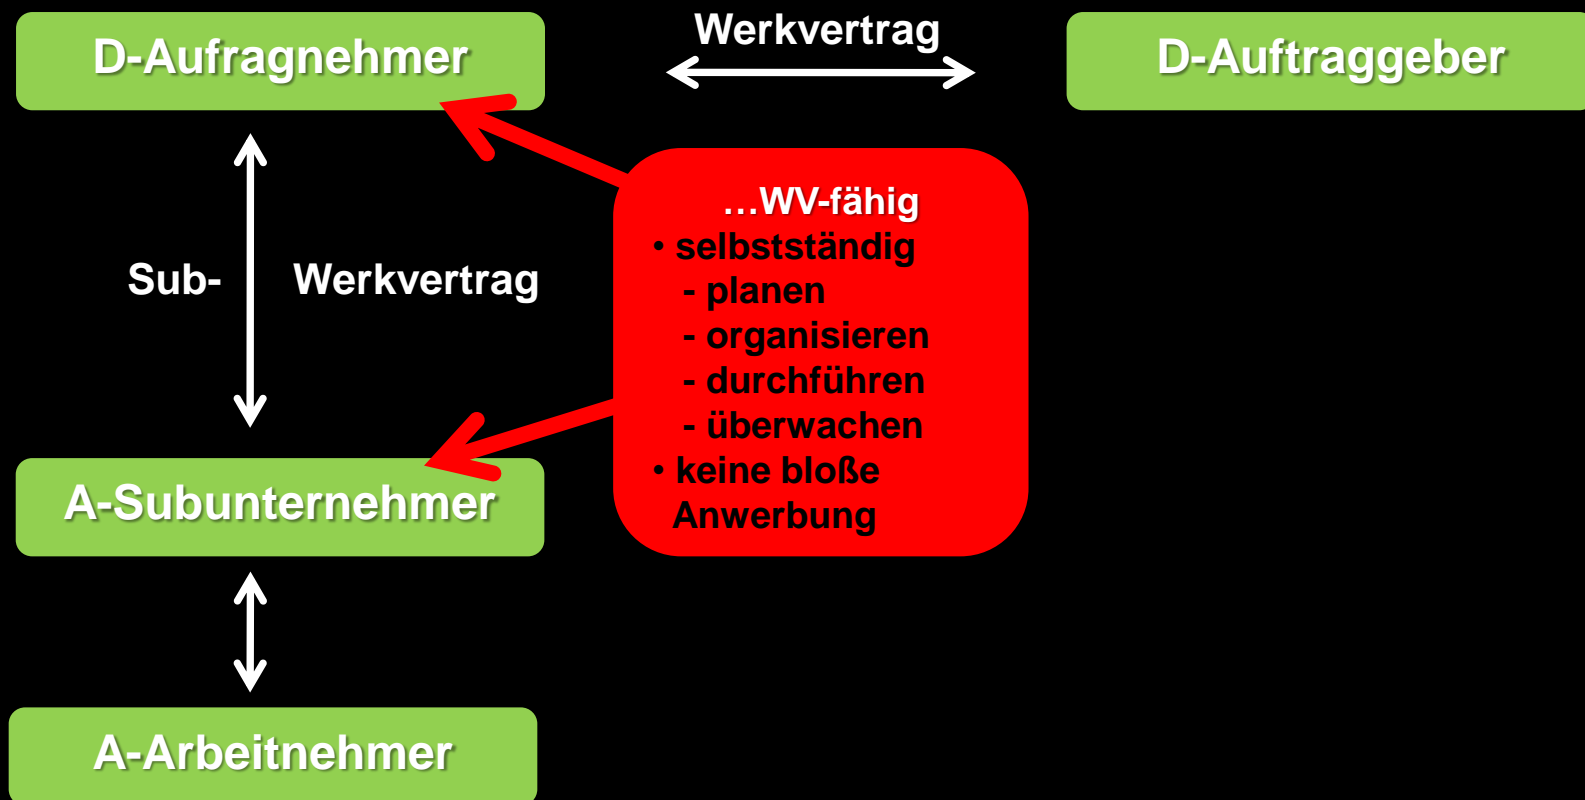 D-Aufragnehmer
Werkvertrag
D-Auftraggeber
Sub- Werkvertrag
…WV-fähig
• selbstständig
- planen
- organisieren
- durchführen
- überwachen
• keine bloße
Anwerbung
A-Subunternehmer
A-Arbeitnehmer